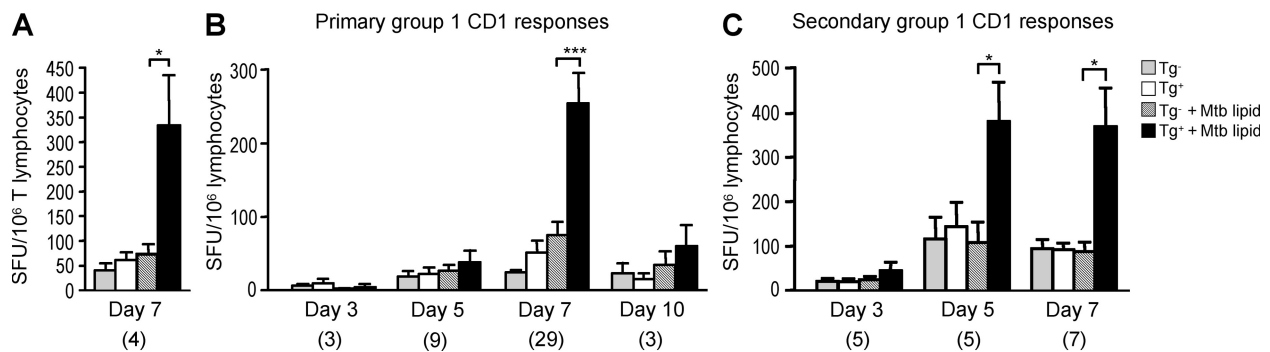 A
SFU/10⁶ T lymphocytes
450
400
350
300
250
200
150
100
50
0
*
Day 7
(4)
B
Primary group 1 CD1 responses
SFU/10⁶ lymphocytes
300
200
100
0
***
Day 3
Day 5
Day 7
Day 10
(3)
(9)
(29)
(3)
C
Secondary group 1 CD1 responses
SFU/10⁶ lymphocytes
500
400
300
200
100
0
*
*
Day 3
Day 5
Day 7
(5)
(5)
(7)
Tg⁻
Tg⁺
Tg⁻ + Mtb lipid
Tg⁺ + Mtb lipid